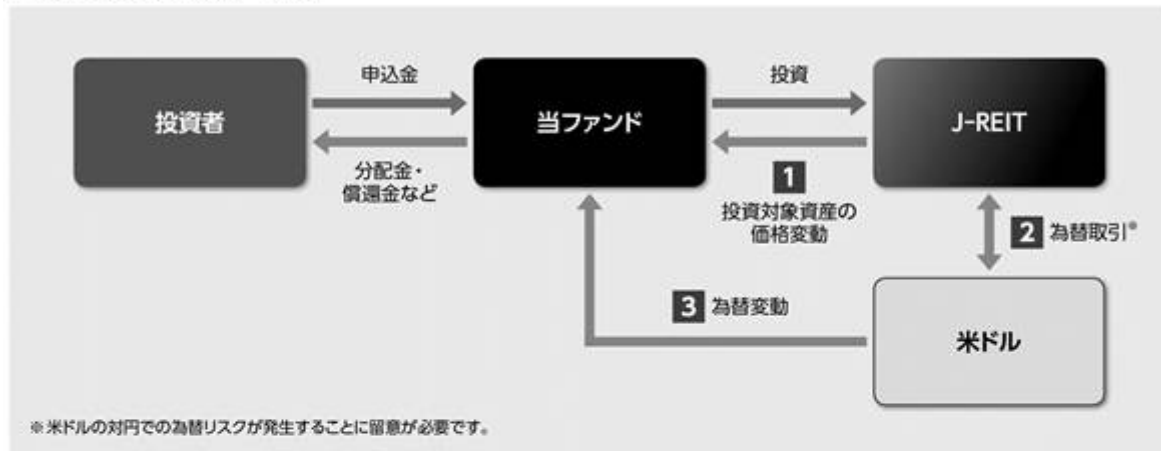 申込金
投資
投資者
当ファンド
J-REIT
分配金・
償還金など
1
投資対象資産の
価格変動
2 為替取引※
3 為替変動
米ドル
※米ドルの対円での為替リスクが発生することに留意が必要です。